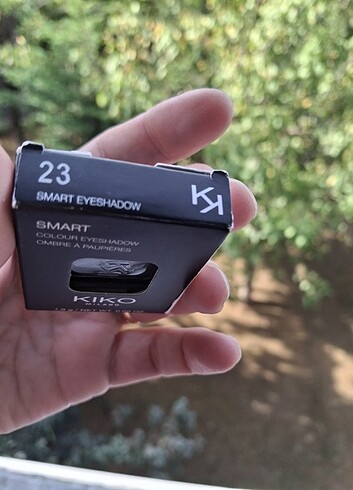 23
SMART EYESHADOW
KK
SMART
COLOUR EYESHADOW
OMBRE À PAUPIÈRES
KIKO
MILANO